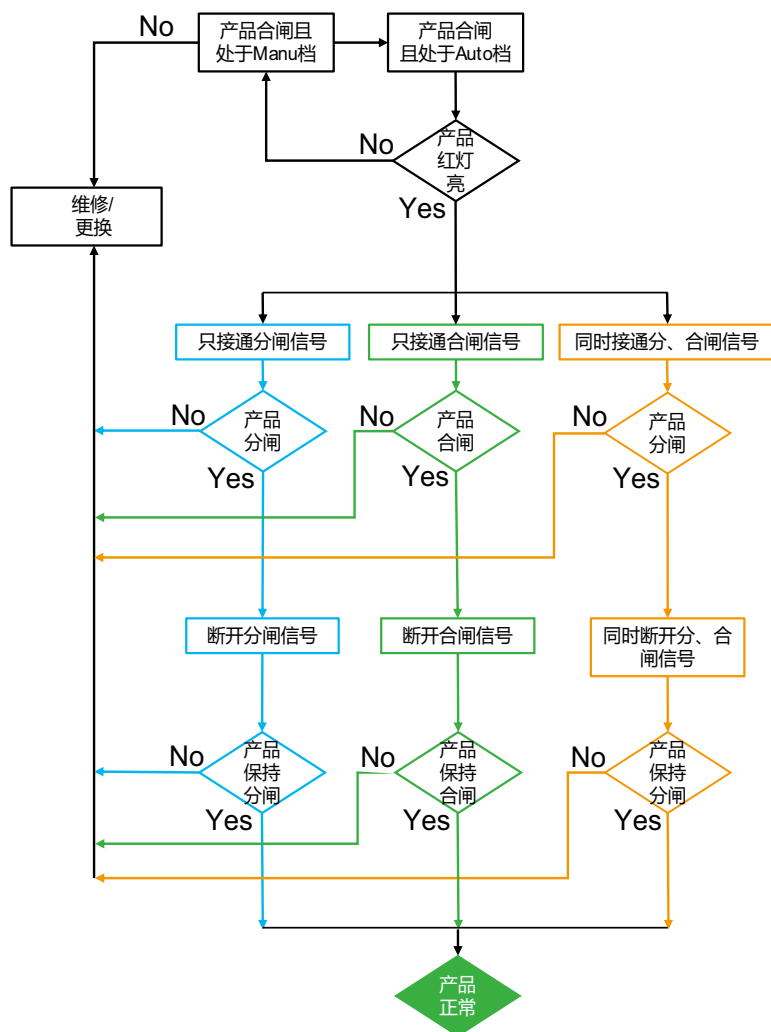 No
产品合闸且
处于Manu档
产品合闸
且处于Auto档
No
产品
红灯
亮
Yes
维修/
更换
只接通分闸信号
只接通合闸信号
同时接通分、合闸信号
No
产品
分闸
Yes
No
产品
合闸
Yes
No
产品
分闸
Yes
断开分闸信号
断开合闸信号
同时断开分、合
闸信号
No
产品
保持
分闸
Yes
No
产品
保持
合闸
Yes
No
产品
保持
分闸
Yes
产品
正常